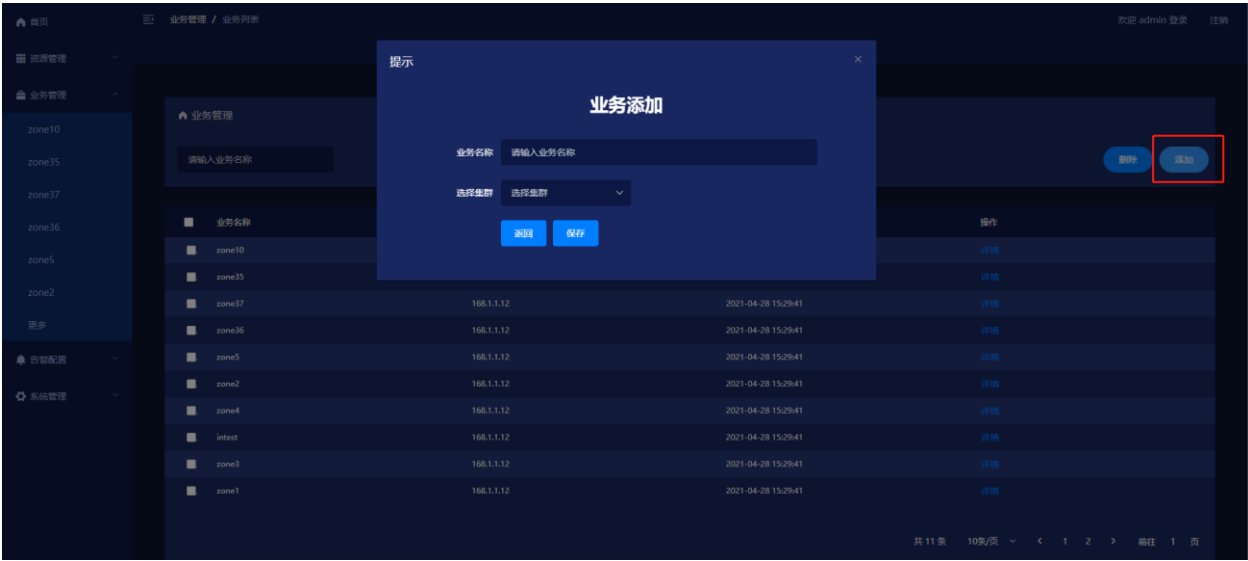 首页
业务管理 / 业务列表
欢迎 admin 登录 注销
资源管理
业务管理
zone10
zone35
zone37
zone36
zone5
zone2
更多
告警配置
系统管理
业务管理
请输入业务名称
删除 添加
提示 ×
业务添加
业务名称 请输入业务名称
选择集群 选择集群
返回 保存
业务名称 操作
zone10 详情
zone35 详情
zone37 168.1.1.12 2021-04-28 15:29:41 详情
zone36 168.1.1.12 2021-04-28 15:29:41 详情
zone5 168.1.1.12 2021-04-28 15:29:41 详情
zone2 168.1.1.12 2021-04-28 15:29:41 详情
zone4 168.1.1.12 2021-04-28 15:29:41 详情
intest 168.1.1.12 2021-04-28 15:29:41 详情
zone3 168.1.1.12 2021-04-28 15:29:41 详情
zone1 168.1.1.12 2021-04-28 15:29:41 详情
共 11 条 10条/页 < 1 2 > 前往 1 页